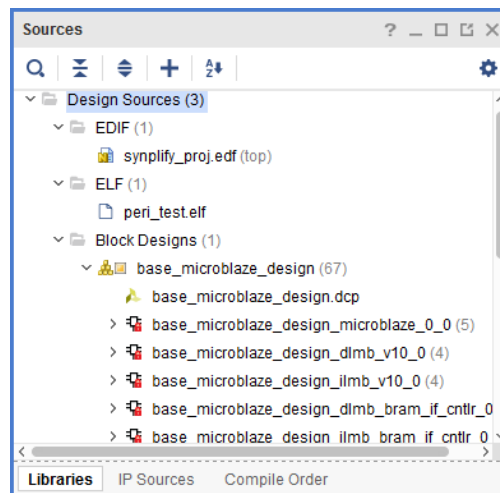 Sources ? _ □ X
Design Sources (3)
EDIF (1)
synplify_proj.edf (top)
ELF (1)
peri_test.elf
Block Designs (1)
base_microblaze_design (67)
base_microblaze_design.dcp
base_microblaze_design_microblaze_0_0 (5)
base_microblaze_design_dlmb_v10_0 (4)
base_microblaze_design_ilmb_v10_0 (4)
base_microblaze_design_dlmb_bram_if_cntlr_0
base_microblaze_design_ilmb_bram_if_cntlr_0
Libraries IP Sources Compile Order